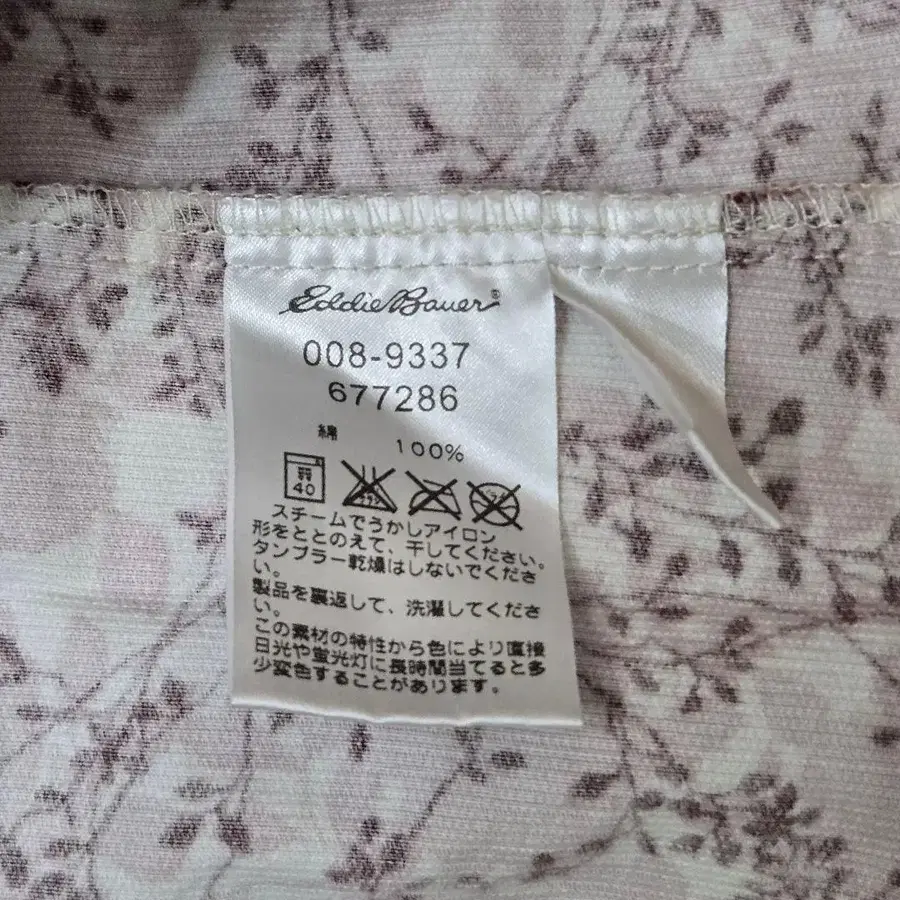 Eddie Bauer®
008-9337
677286
綿 100%
弱
40
スチームでうかしアイロン
形をととのえて、干してください。
タンブラー乾燥はしないでくださ
い。
製品を裏返して、洗濯してくださ
い。
この素材の特性から色により直接
日光や蛍光灯に長時間当てると多
少変色することがあります。